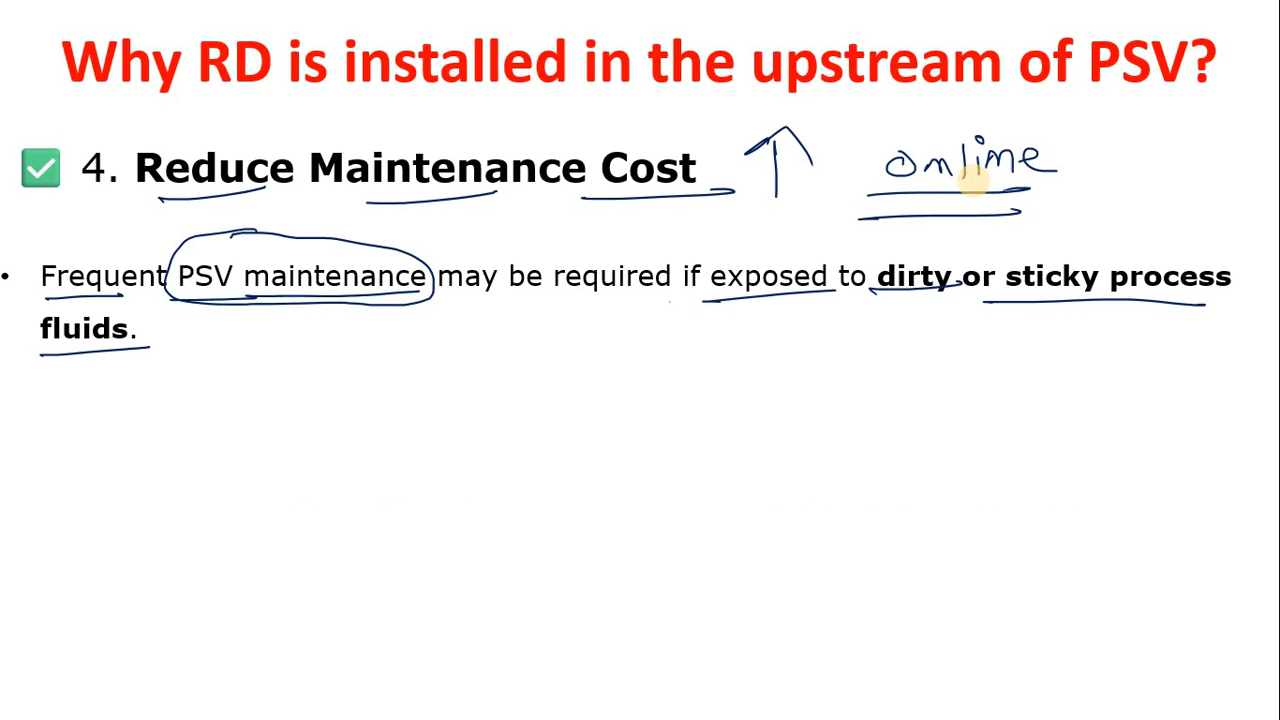 Why RD is installed in the upstream of PSV?
✅ 4. Reduce Maintenance Cost ↑ online
• Frequent PSV maintenance may be required if exposed to dirty or sticky process
fluids.